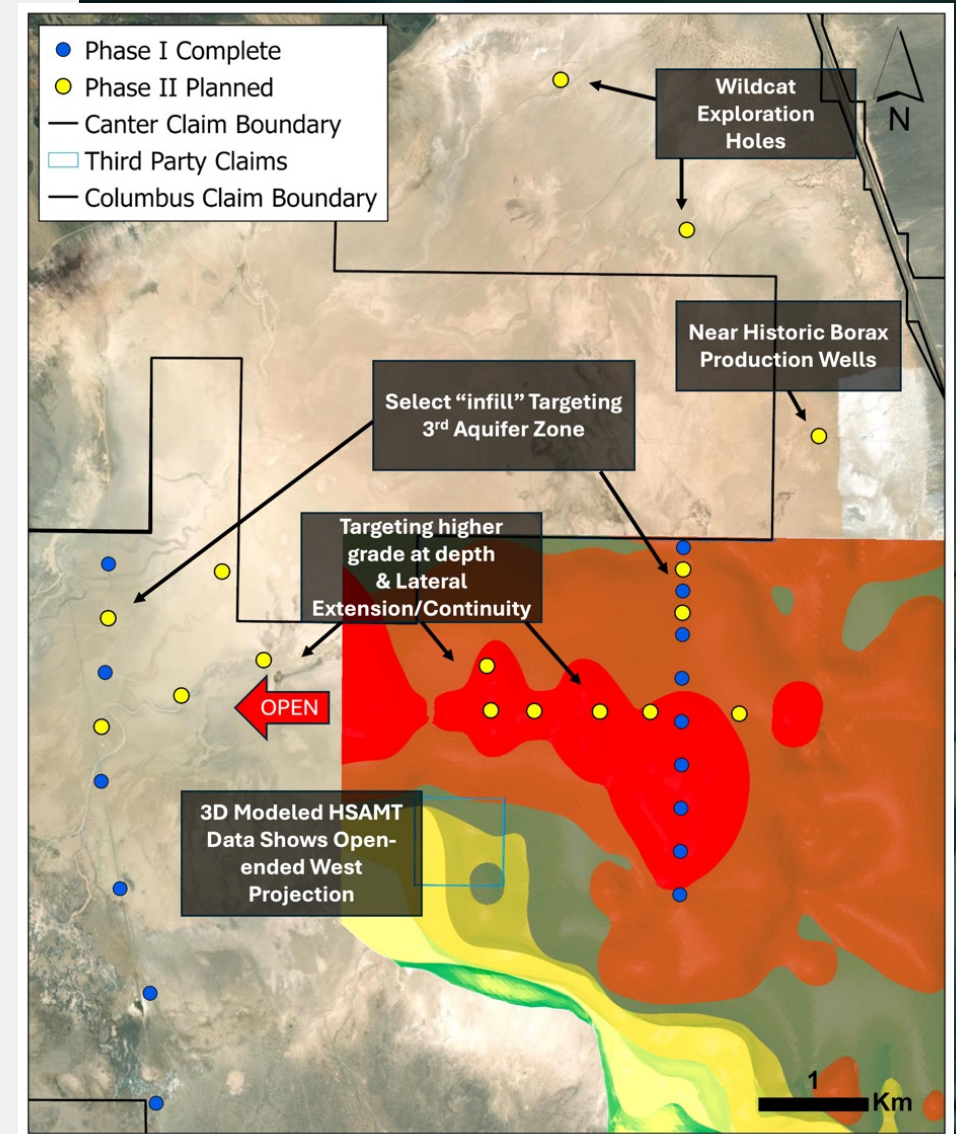 Phase I Complete
Phase II Planned
Canter Claim Boundary
Third Party Claims
Columbus Claim Boundary
Wildcat
Exploration
Holes
N
Near Historic Borax
Production Wells
Select “infill” Targeting
3rd Aquifer Zone
Targeting higher
grade at depth
& Lateral
Extension/Continuity
OPEN
3D Modeled HSAMT
Data Shows Open-
ended West
Projection
1
Km